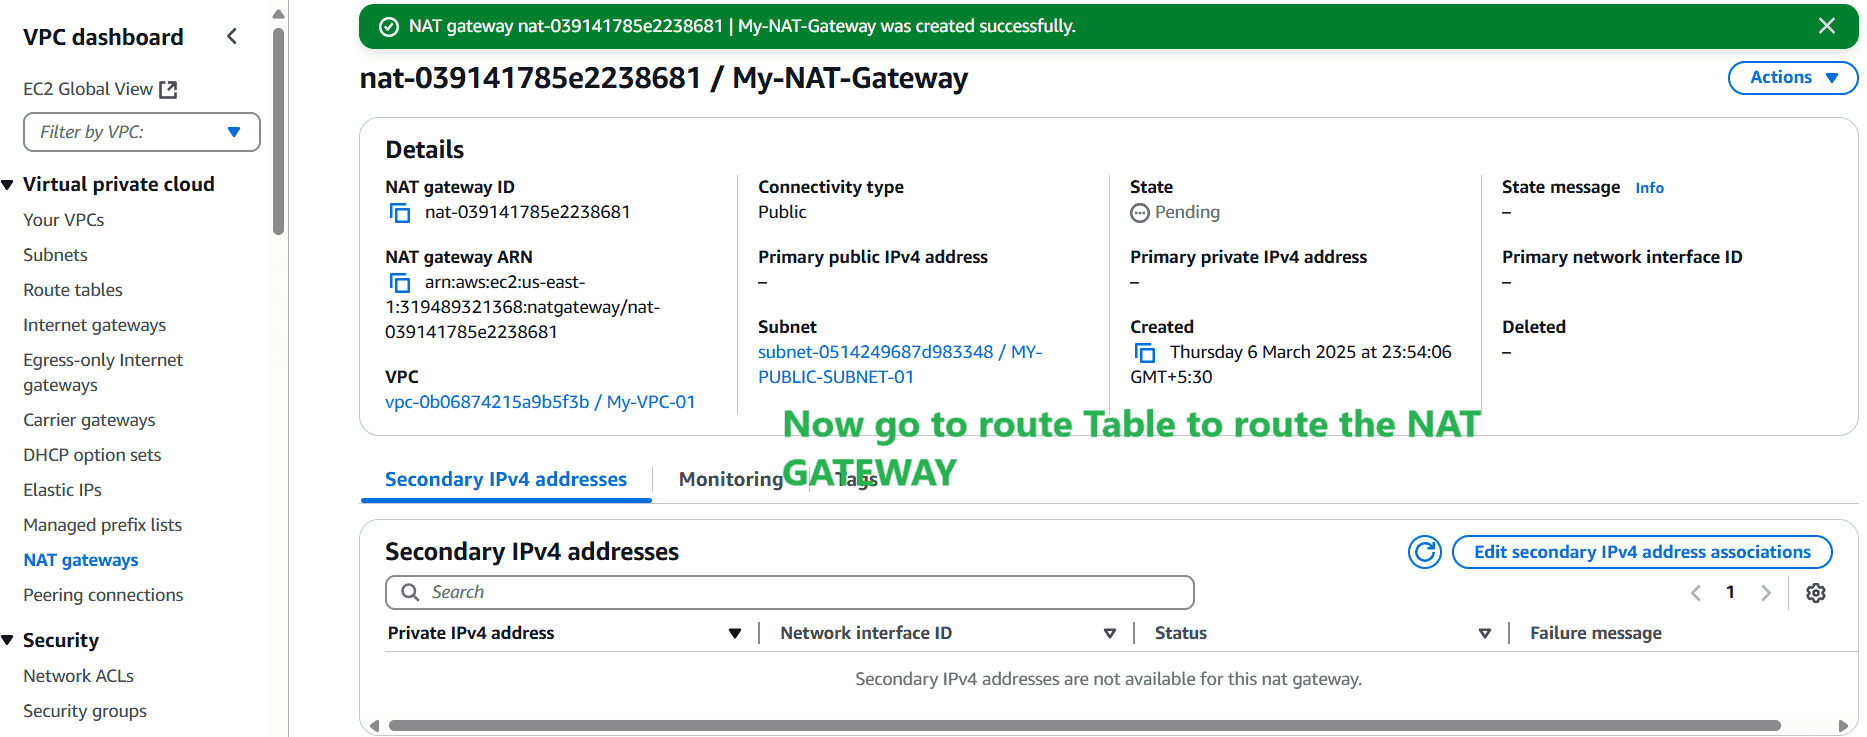 VPC dashboard
EC2 Global View
Filter by VPC:
Virtual private cloud
Your VPCs
Subnets
Route tables
Internet gateways
Egress-only Internet
gateways
Carrier gateways
DHCP option sets
Elastic IPs
Managed prefix lists
NAT gateways
Peering connections
Security
Network ACLs
Security groups
NAT gateway nat-039141785e2238681 | My-NAT-Gateway was created successfully.
nat-039141785e2238681 / My-NAT-Gateway
Actions
Details
NAT gateway ID
nat-039141785e2238681
NAT gateway ARN
arn:aws:ec2:us-east-
1:319489321368:natgateway/nat-
039141785e2238681
VPC
vpc-0b06874215a9b5f3b / My-VPC-01
Connectivity type
Public
Primary public IPv4 address
–
Subnet
subnet-0514249687d983348 / MY-
PUBLIC-SUBNET-01
State
Pending
Primary private IPv4 address
–
Created
Thursday 6 March 2025 at 23:54:06
GMT+5:30
State message Info
–
Primary network interface ID
–
Deleted
–
Now go to route Table to route the NAT
GATEWAY
Secondary IPv4 addresses
Monitoring
Tags
Secondary IPv4 addresses
Edit secondary IPv4 address associations
Search
1
Private IPv4 address
Network interface ID
Status
Failure message
Secondary IPv4 addresses are not available for this nat gateway.